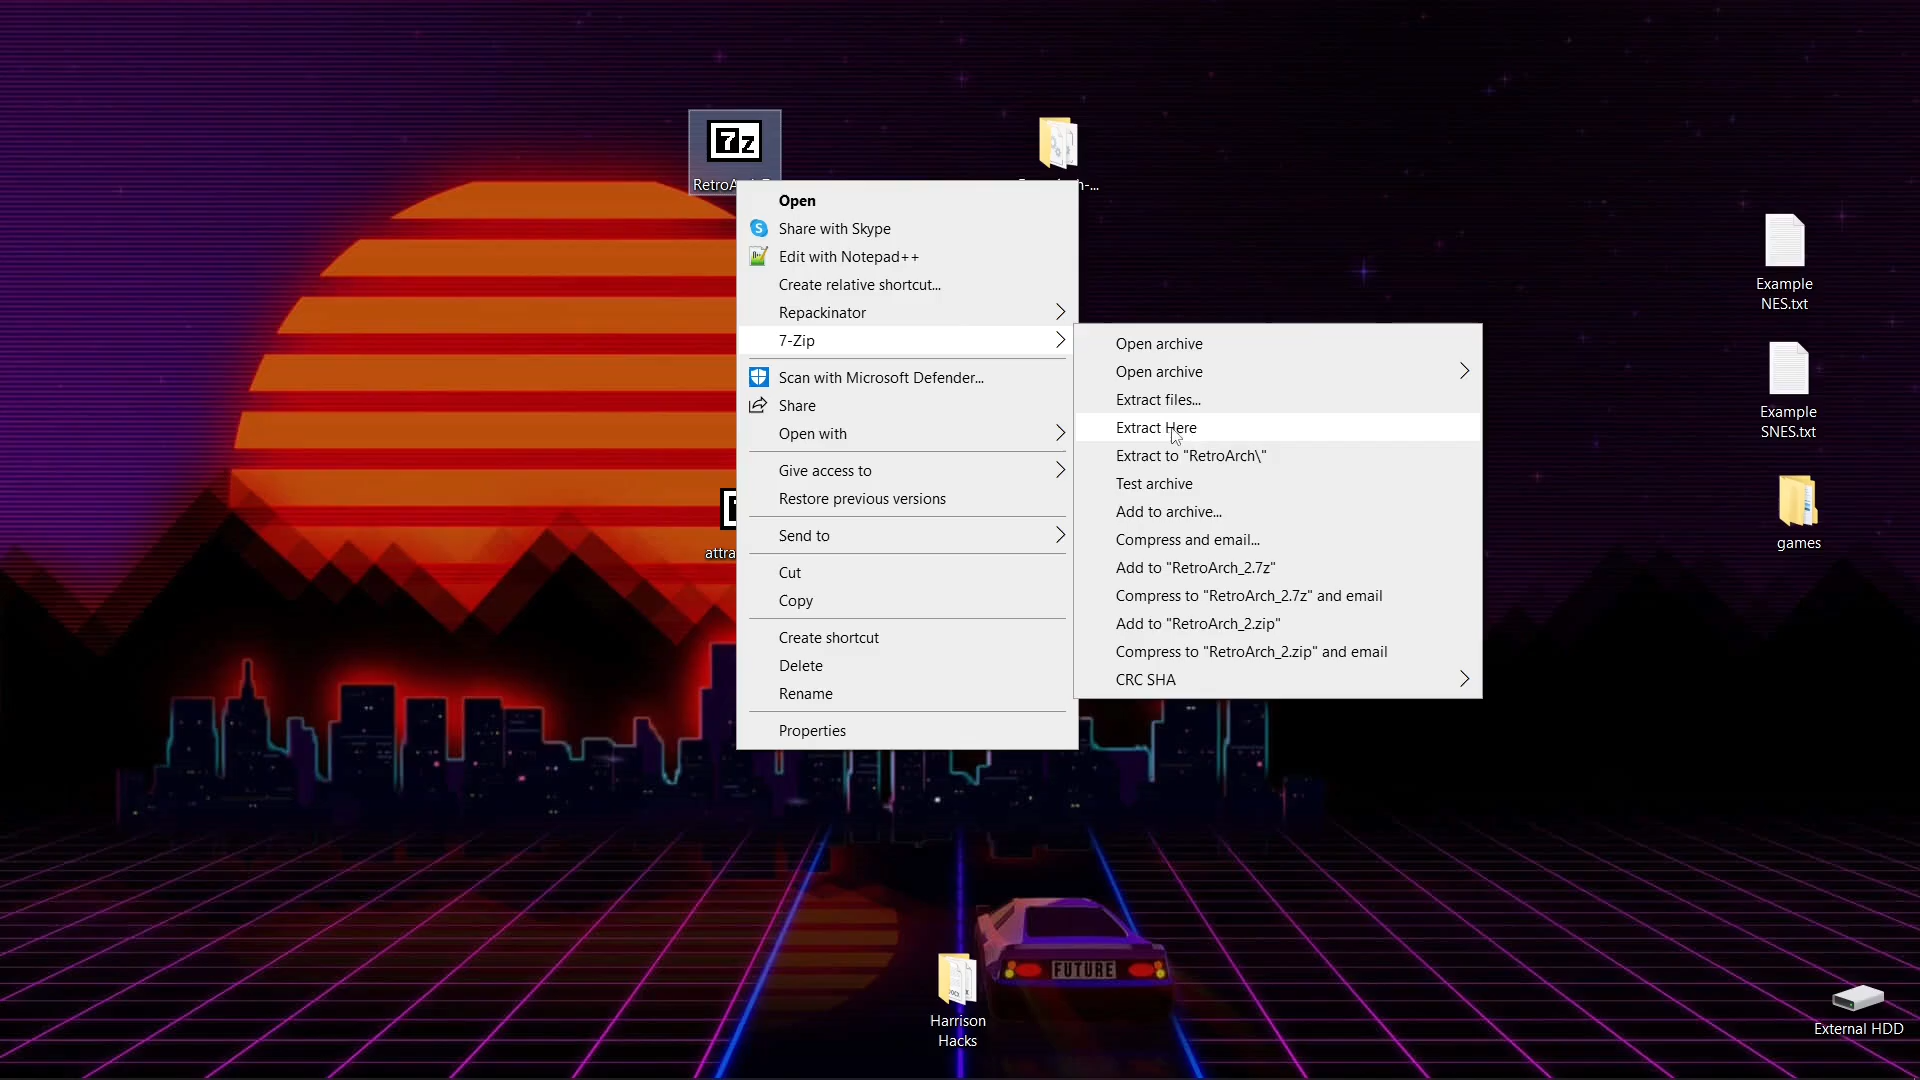 7z
RetroA
h-...
Open
Share with Skype
Edit with Notepad++
Create relative shortcut...
Repackinator
7-Zip
Scan with Microsoft Defender...
Share
Open with
Give access to
Restore previous versions
Send to
Cut
Copy
Create shortcut
Delete
Rename
Properties
Open archive
Open archive
Extract files...
Extract Here
Extract to "RetroArch\"
Test archive
Add to archive...
Compress and email...
Add to "RetroArch_2.7z"
Compress to "RetroArch_2.7z" and email
Add to "RetroArch_2.zip"
Compress to "RetroArch_2.zip" and email
CRC SHA
attra
Example
NES.txt
Example
SNES.txt
games
FUTURE
Harrison
Hacks
External HDD